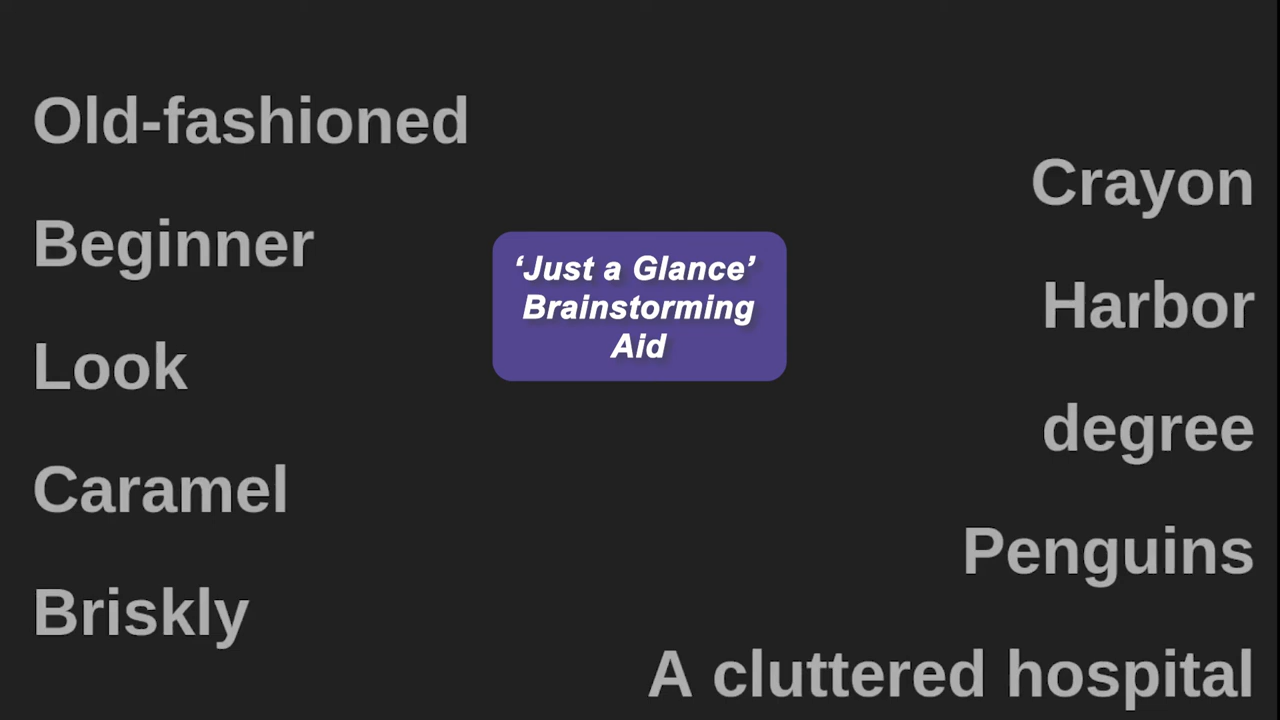 Old-fashioned
Beginner
Look
Caramel
Briskly
‘Just a Glance’
Brainstorming
Aid
Crayon
Harbor
degree
Penguins
A cluttered hospital